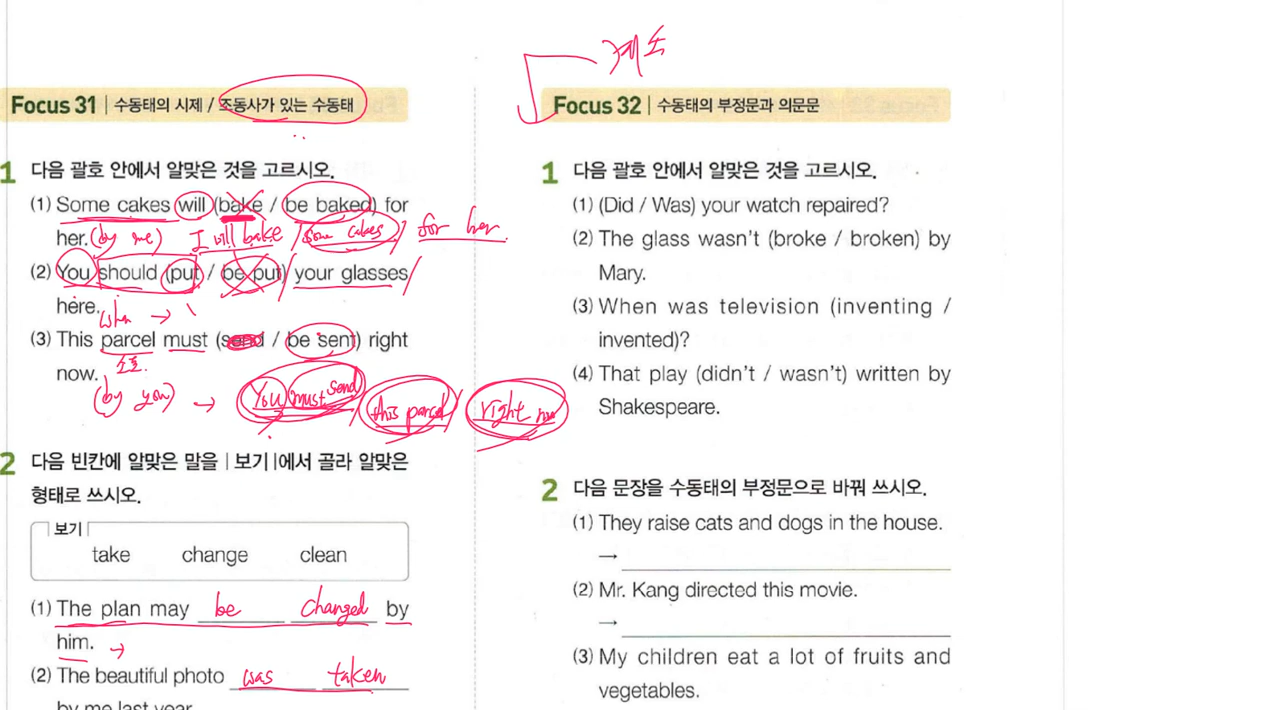 Focus 31 | 수동태의 시제 / 조동사가 있는 수동태
1 다음 괄호 안에서 알맞은 것을 고르시오.
(1) Some cakes will (bake / be baked) for
her. (by me) I will bake / some cakes / for her.
(2) You should (put / be put) / your glasses /
here.
when →
(3) This parcel must (send / be sent) right
now.
소포
(by you) → You must send / this parcel / right now
2 다음 빈칸에 알맞은 말을 | 보기 |에서 골라 알맞은
형태로 쓰시오.
| 보기 |
take change clean
(1) The plan may be changed by
him. →
(2) The beautiful photo was taken
by me last year.
숙제
Focus 32 | 수동태의 부정문과 의문문
1 다음 괄호 안에서 알맞은 것을 고르시오.
(1) (Did / Was) your watch repaired?
(2) The glass wasn't (broke / broken) by
Mary.
(3) When was television (inventing /
invented)?
(4) That play (didn't / wasn't) written by
Shakespeare.
2 다음 문장을 수동태의 부정문으로 바꿔 쓰시오.
(1) They raise cats and dogs in the house.
→
(2) Mr. Kang directed this movie.
→
(3) My children eat a lot of fruits and
vegetables.